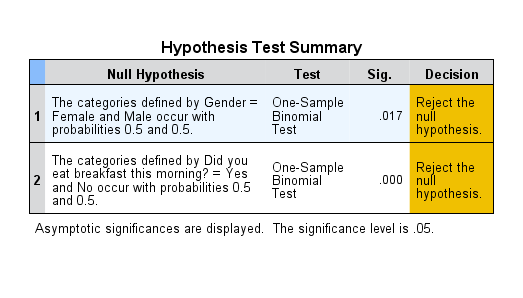 Hypothesis Test Summary
Null Hypothesis Test Sig. Decision
1
The categories defined by Gender =
Female and Male occur with
probabilities 0.5 and 0.5.
One-Sample
Binomial
Test
.017
Reject the
null
hypothesis.
2
The categories defined by Did you
eat breakfast this morning? = Yes
and No occur with probabilities 0.5
and 0.5.
One-Sample
Binomial
Test
.000
Reject the
null
hypothesis.
Asymptotic significances are displayed. The significance level is .05.